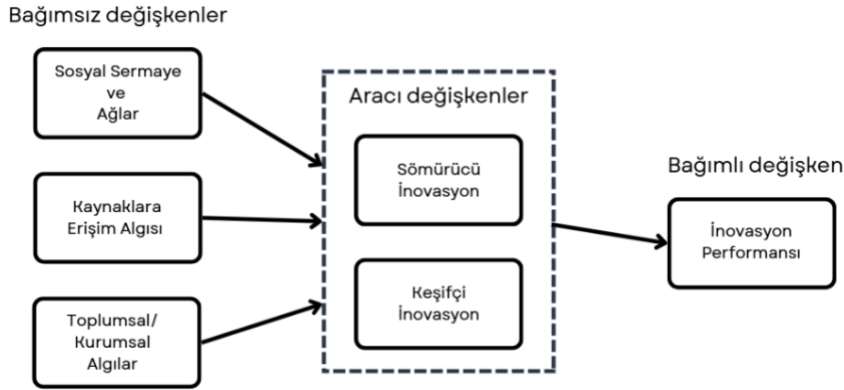 Bağımsız değişkenler
Sosyal Sermaye
ve
Ağlar
Kaynaklara
Erişim Algısı
Toplumsal/
Kurumsal
Algılar
Aracı değişkenler
Sömürücü
İnovasyon
Keşifçi
İnovasyon
Bağımlı değişken
İnovasyon
Performansı